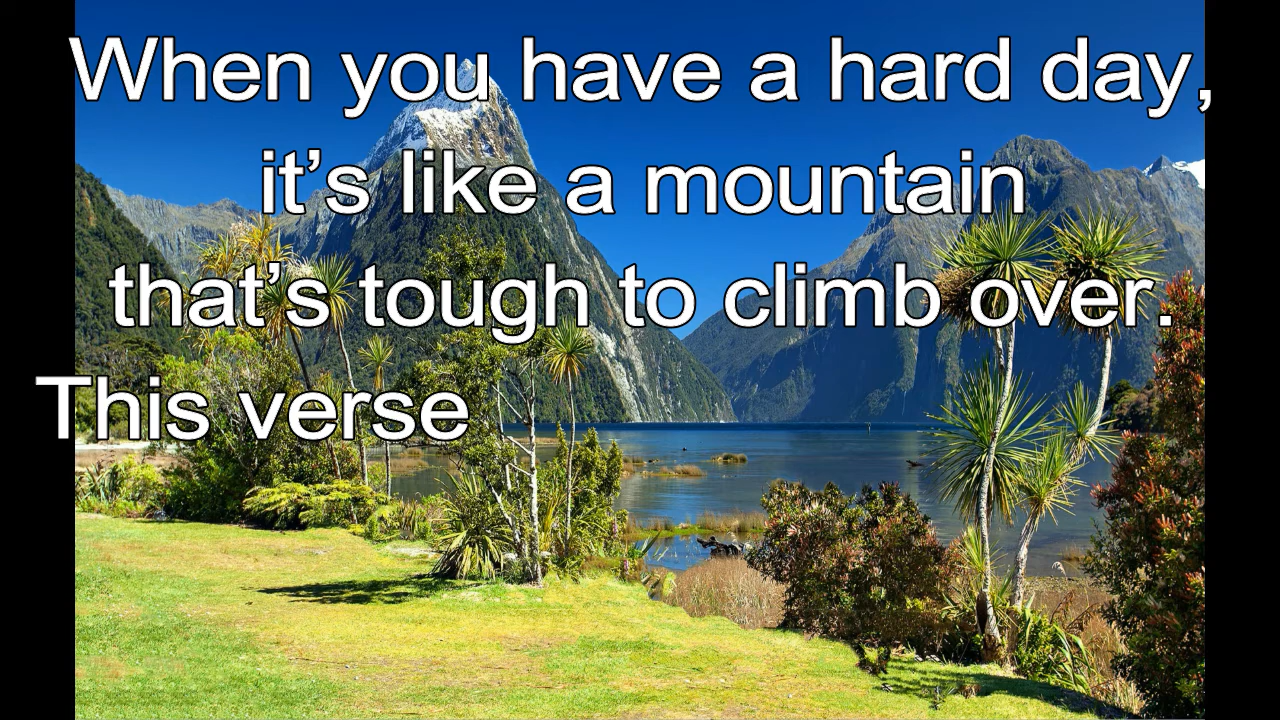 When you have a hard day,
it’s like a mountain
that’s tough to climb over.
This verse